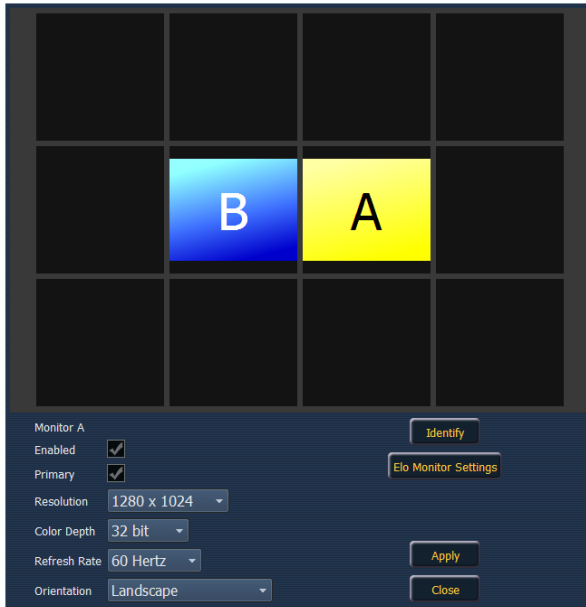 B A
Monitor A
Identify
Enabled
Elo Monitor Settings
Primary
Resolution 1280 x 1024
Color Depth 32 bit
Refresh Rate 60 Hertz
Apply
Orientation Landscape
Close